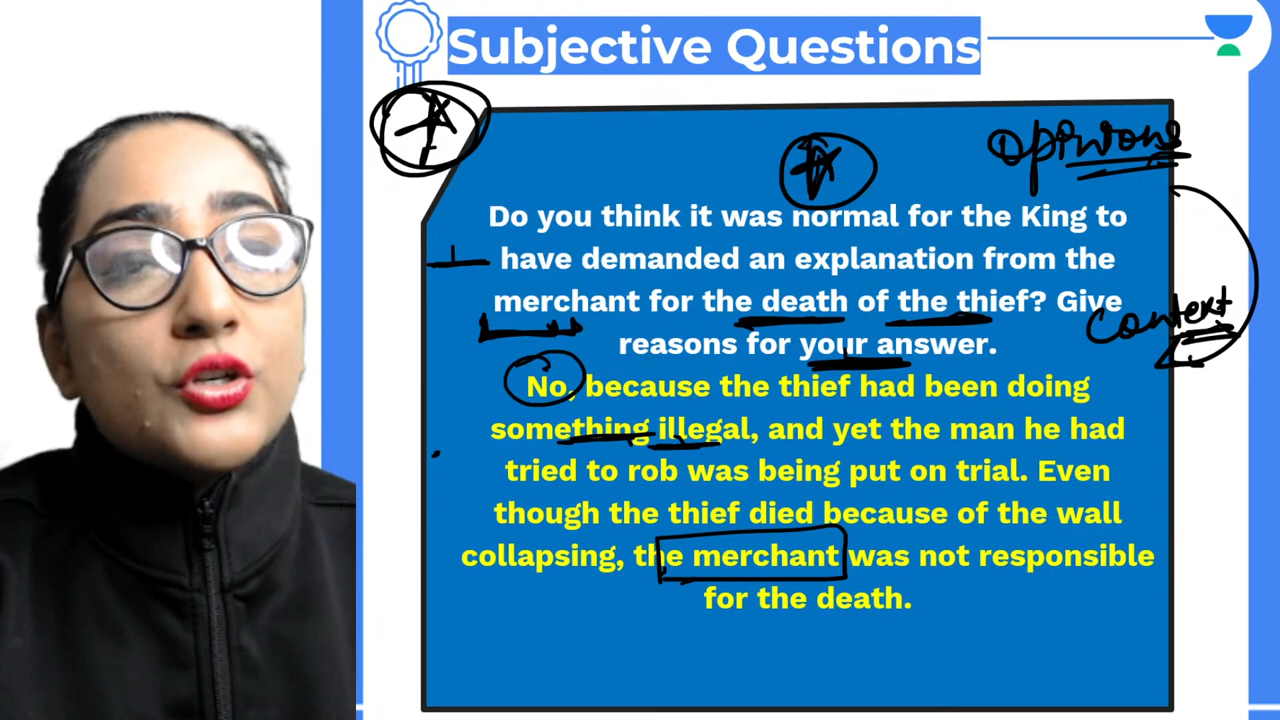 Subjective Questions
opinions
Do you think it was normal for the King to
have demanded an explanation from the
merchant for the death of the thief? Give
context
reasons for your answer.
No, because the thief had been doing
something illegal, and yet the man he had
tried to rob was being put on trial. Even
though the thief died because of the wall
collapsing, the merchant was not responsible
for the death.